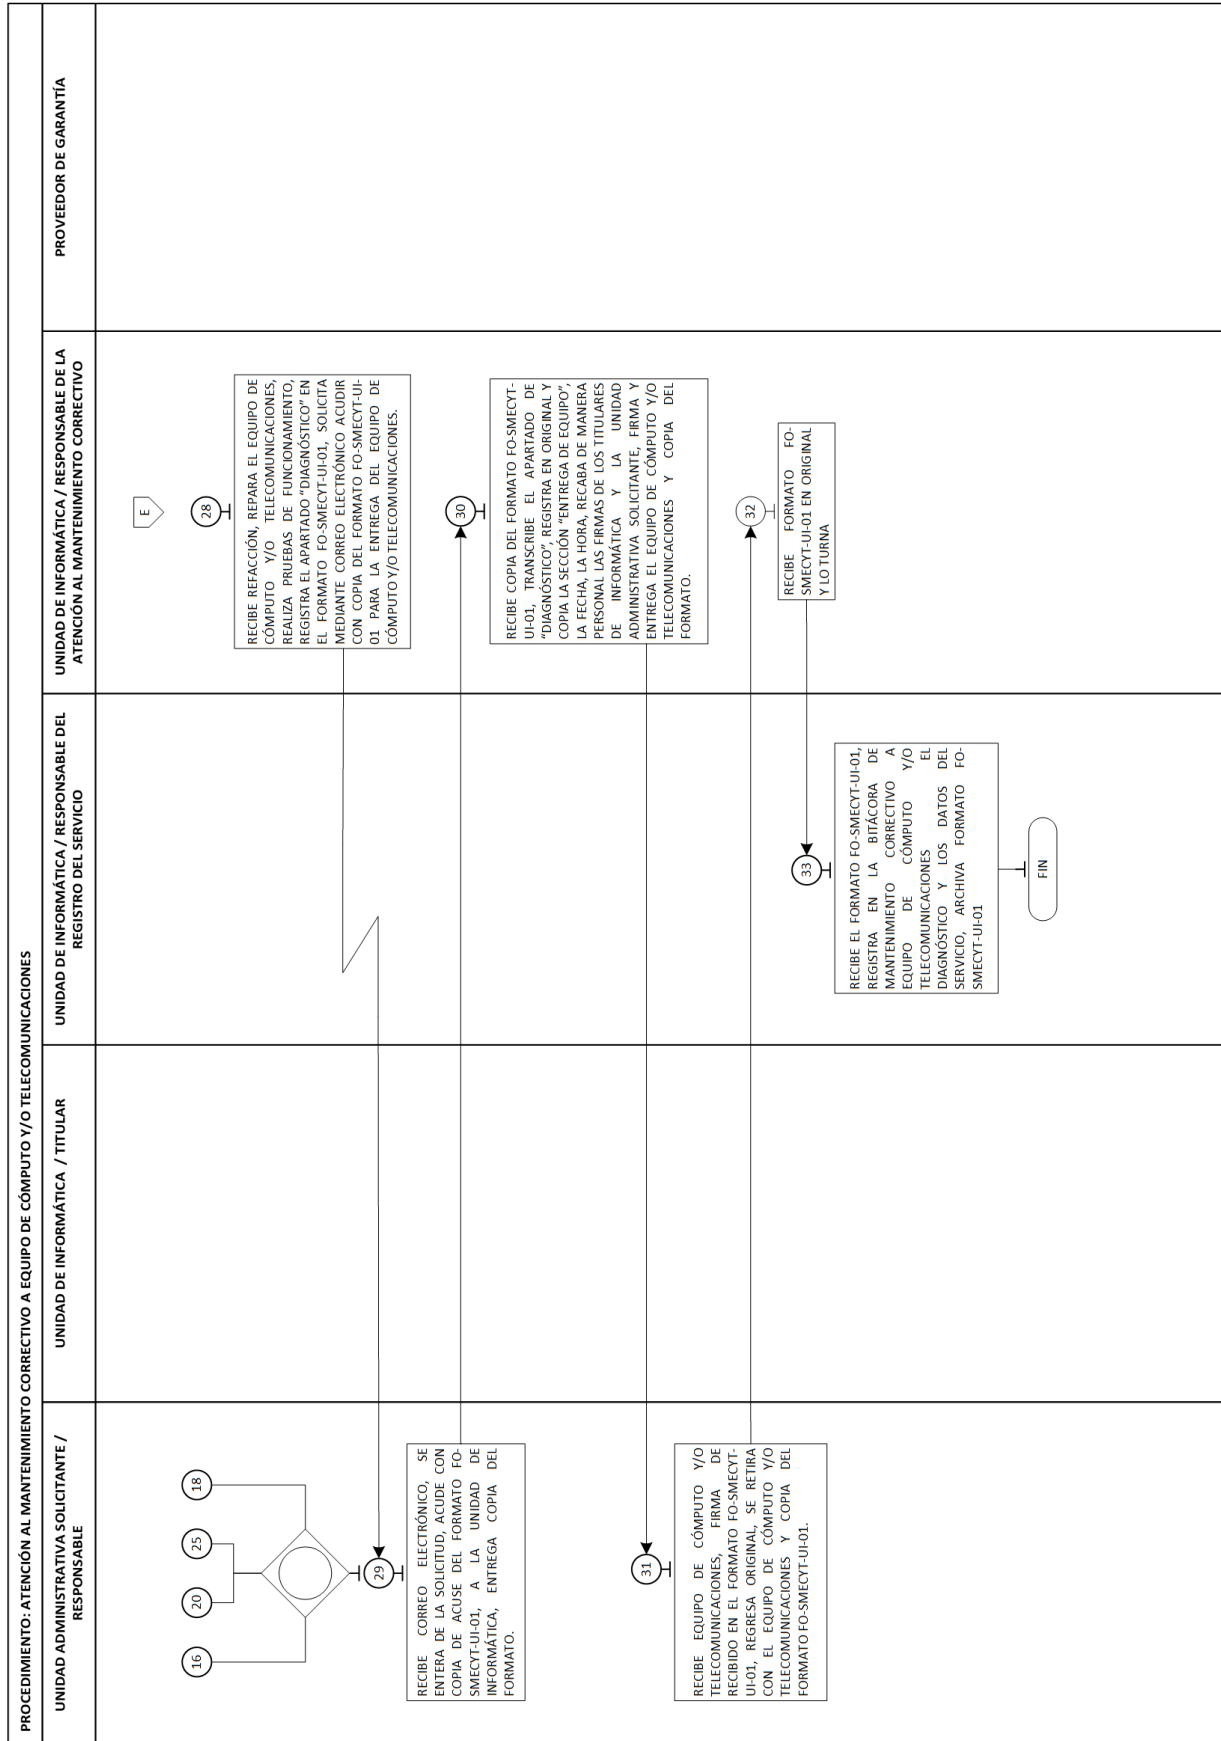 PROCEDIMIENTO: ATENCIÓN AL MANTENIMIENTO CORRECTIVO A EQUIPO DE CÓMPUTO Y/O TELECOMUNICACIONES
UNIDAD ADMINISTRATIVA SOLICITANTE /
RESPONSABLE
UNIDAD DE INFORMÁTICA / TITULAR
UNIDAD DE INFORMÁTICA / RESPONSABLE DEL
REGISTRO DEL SERVICIO
UNIDAD DE INFORMÁTICA / RESPONSABLE DE LA
ATENCIÓN AL MANTENIMIENTO CORRECTIVO
PROVEEDOR DE GARANTÍA
E
16
20
25
18
28
RECIBE REFACCIÓN, REPARA EL EQUIPO DE
CÓMPUTO Y/O TELECOMUNICACIONES,
REALIZA PRUEBAS DE FUNCIONAMIENTO,
REGISTRA EL APARTADO "DIAGNÓSTICO" EN
EL FORMATO FO-SMECYT-UI-01, SOLICITA
MEDIANTE CORREO ELECTRÓNICO ACUDIR
CON COPIA DEL FORMATO FO-SMECYT-UI-
01 PARA LA ENTREGA DEL EQUIPO DE
CÓMPUTO Y/O TELECOMUNICACIONES.
29
RECIBE CORREO ELECTRÓNICO, SE
ENTERA DE LA SOLICITUD, ACUDE CON
COPIA DE ACUSE DEL FORMATO FO-
SMECYT-UI-01, A LA UNIDAD DE
INFORMÁTICA, ENTREGA COPIA DEL
FORMATO.
30
RECIBE COPIA DEL FORMATO FO-SMECYT-
UI-01, TRANSCRIBE EL APARTADO DE
"DIAGNÓSTICO", REGISTRA EN ORIGINAL Y
COPIA LA SECCIÓN "ENTREGA DE EQUIPO",
LA FECHA, LA HORA, RECABA DE MANERA
PERSONAL LAS FIRMAS DE LOS TITULARES
DE INFORMÁTICA Y LA UNIDAD
ADMINISTRATIVA SOLICITANTE, FIRMA Y
ENTREGA EL EQUIPO DE CÓMPUTO Y/O
TELECOMUNICACIONES Y COPIA DEL
FORMATO.
31
RECIBE EQUIPO DE CÓMPUTO Y/O
TELECOMUNICACIONES, FIRMA DE
RECIBIDO EN EL FORMATO FO-SMECYT-
UI-01, REGRESA ORIGINAL, SE RETIRA
CON EL EQUIPO DE CÓMPUTO Y/O
TELECOMUNICACIONES Y COPIA DEL
FORMATO FO-SMECYT-UI-01.
32
RECIBE FORMATO FO-
SMECYT-UI-01 EN ORIGINAL
Y LO TURNA
33
RECIBE EL FORMATO FO-SMECYT-UI-01,
REGISTRA EN LA BITÁCORA DE
MANTENIMIENTO CORRECTIVO A
EQUIPO DE CÓMPUTO Y/O
TELECOMUNICACIONES EL
DIAGNÓSTICO Y LOS DATOS DEL
SERVICIO, ARCHIVA FORMATO FO-
SMECYT-UI-01
FIN